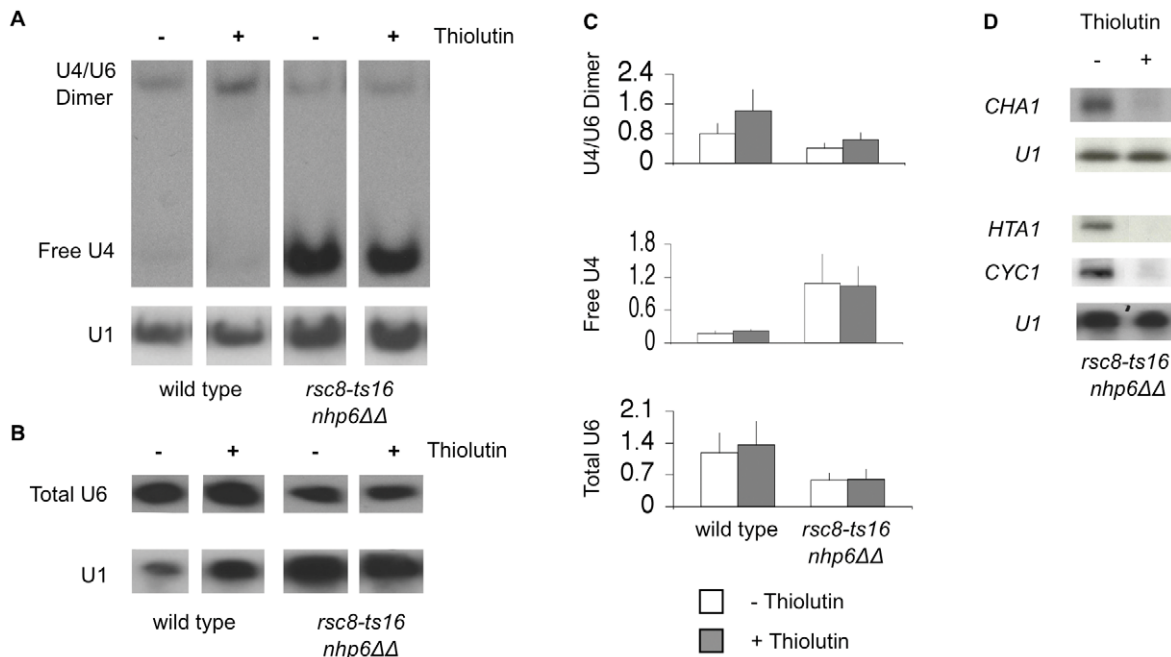 A
- + - + Thiolutin
U4/U6
Dimer
Free U4
U1
wild type rsc8-ts16
nhp6ΔΔ
B
- + - + Thiolutin
Total U6
U1
wild type rsc8-ts16
nhp6ΔΔ
C
U4/U6 Dimer
2.4
1.6
0.8
0
Free U4
1.8
1.2
0.6
0
Total U6
2.1
1.4
0.7
0
wild type rsc8-ts16
nhp6ΔΔ
- Thiolutin
+ Thiolutin
D
Thiolutin
- +
CHA1
U1
HTA1
CYC1
U1
rsc8-ts16
nhp6ΔΔ